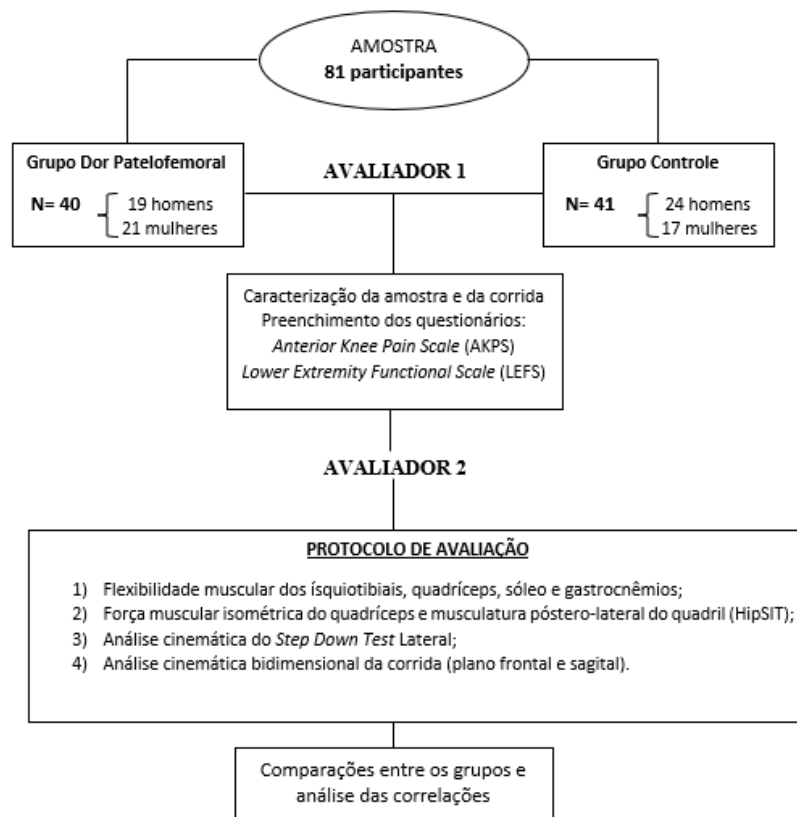 AMOSTRA
81 participantes
Grupo Dor Patelofemoral
N= 40
19 homens
21 mulheres
AVALIADOR 1
Grupo Controle
N= 41
24 homens
17 mulheres
Caracterização da amostra e da corrida
Preenchimento dos questionários:
Anterior Knee Pain Scale (AKPS)
Lower Extremity Functional Scale (LEFS)
AVALIADOR 2
PROTOCOLO DE AVALIAÇÃO
1) Flexibilidade muscular dos ísquiotibiais, quadríceps, sóleo e gastrocnêmios;
2) Força muscular isométrica do quadríceps e musculatura póstero-lateral do quadril (HipSIT);
3) Análise cinemática do Step Down Test Lateral;
4) Análise cinemática bidimensional da corrida (plano frontal e sagital).
Comparações entre os grupos e
análise das correlações